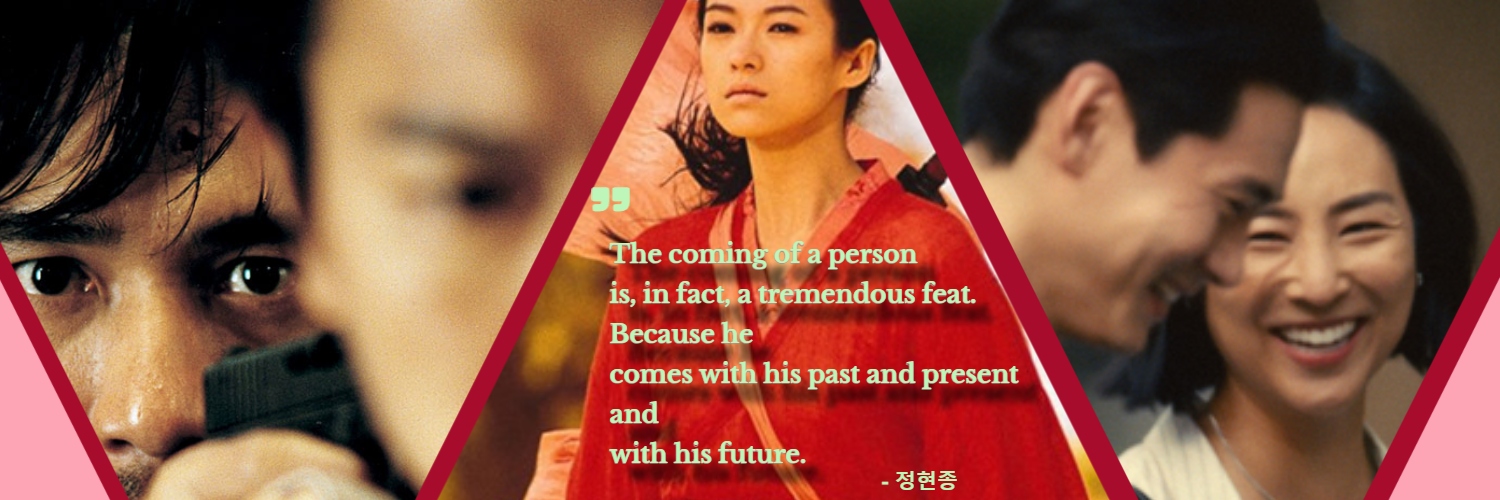 ”
The coming of a person
is, in fact, a tremendous feat.
Because he
comes with his past and present
and
with his future.
- 정현종